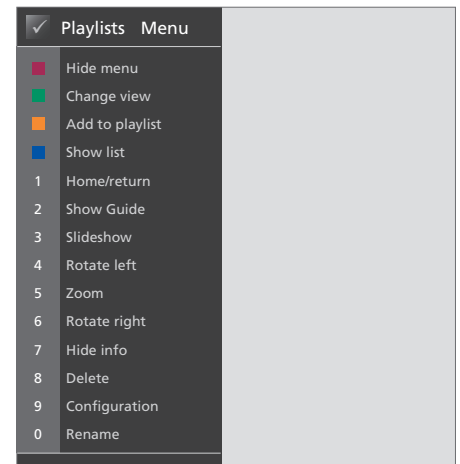 Playlists Menu
Hide menu
Change view
Add to playlist
Show list
1 Home/return
2 Show Guide
3 Slideshow
4 Rotate left
5 Zoom
6 Rotate right
7 Hide info
8 Delete
9 Configuration
0 Rename